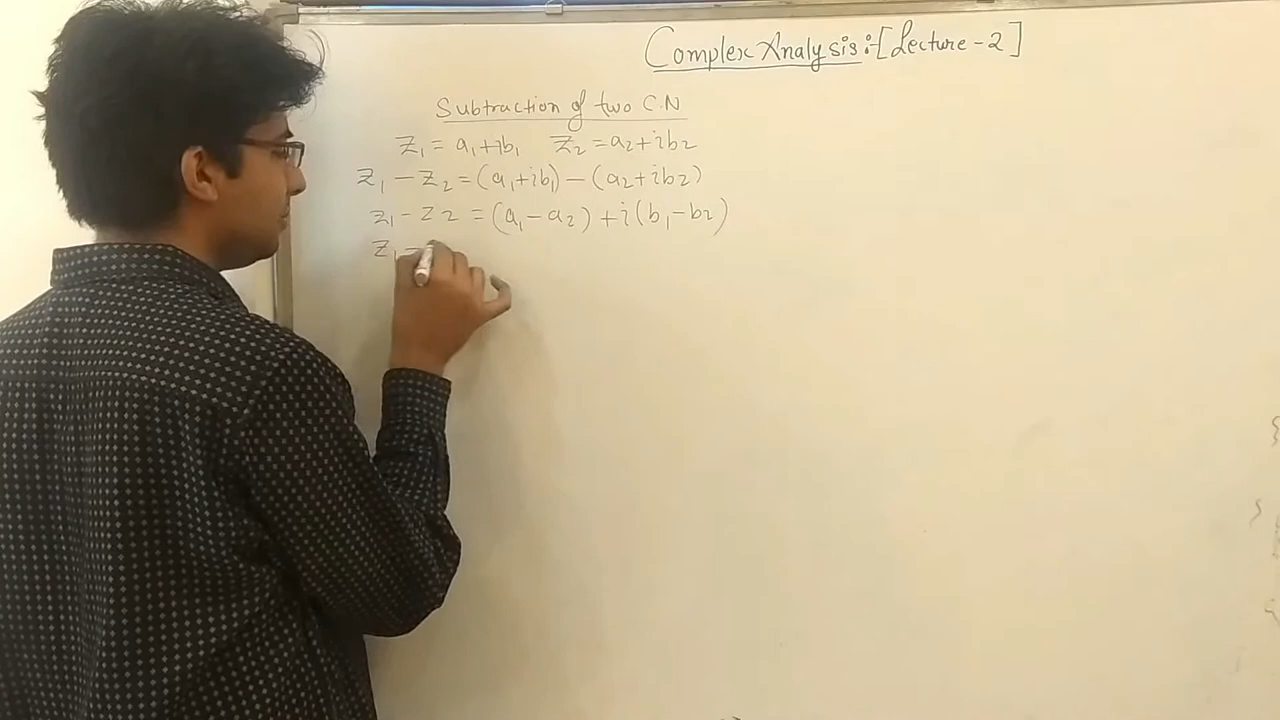 Complex Analysis :- [Lecture - 2]
Subtraction of two C.N
z₁ = a₁+ib₁ z₂ = a₂+ib₂
z₁ - z₂ = (a₁+ib₁) - (a₂+ib₂)
z₁ - z₂ = (a₁ - a₂) + i(b₁ - b₂)
z₁ -